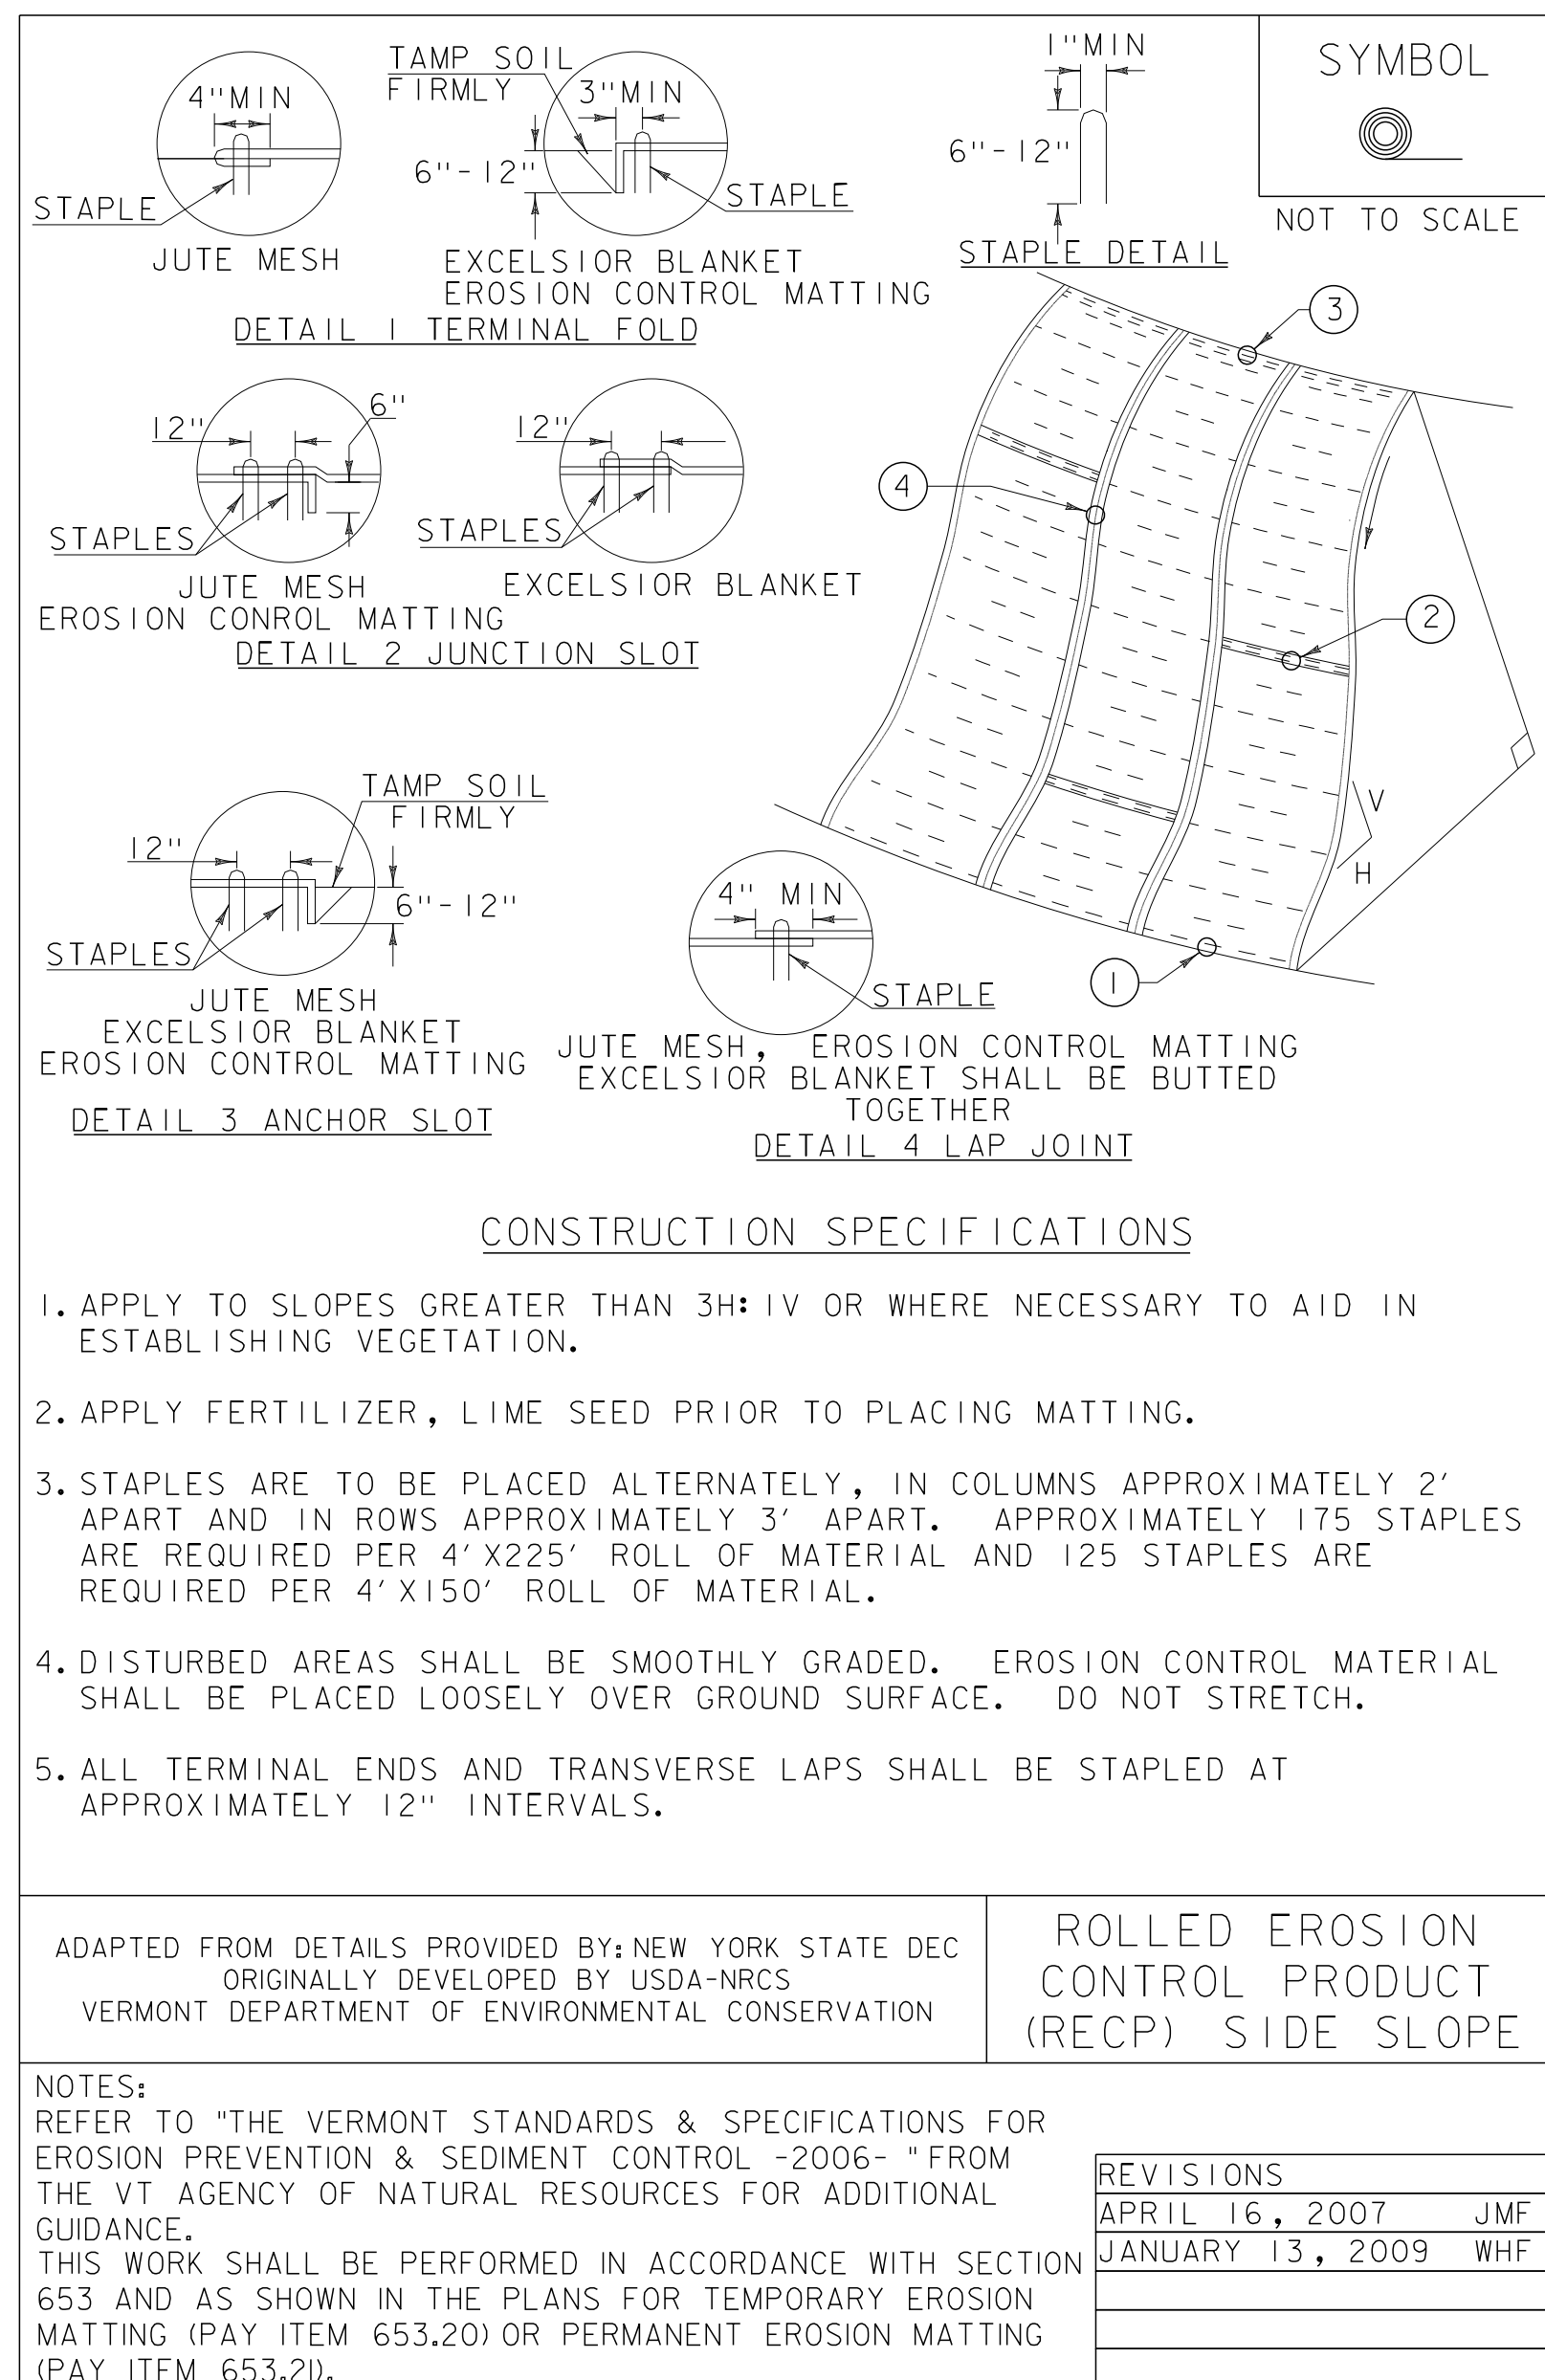 4" MIN
STAPLE
JUTE MESH
TAMP SOIL
FIRMLY
3" MIN
6"-12"
STAPLE
EXCELSIOR BLANKET
EROSION CONTROL MATTING
DETAIL 1 TERMINAL FOLD
1" MIN
6"-12"
STAPLE DETAIL
SYMBOL
NOT TO SCALE
12"
6"
STAPLES
JUTE MESH
EROSION CONROL MATTING
12"
STAPLES
EXCELSIOR BLANKET
DETAIL 2 JUNCTION SLOT
3
4
2
V
H
1
TAMP SOIL
FIRMLY
12"
6"-12"
STAPLES
JUTE MESH
EXCELSIOR BLANKET
EROSION CONTROL MATTING
DETAIL 3 ANCHOR SLOT
4" MIN
STAPLE
JUTE MESH, EROSION CONTROL MATTING
EXCELSIOR BLANKET SHALL BE BUTTED
TOGETHER
DETAIL 4 LAP JOINT
CONSTRUCTION SPECIFICATIONS
1. APPLY TO SLOPES GREATER THAN 3H:1V OR WHERE NECESSARY TO AID IN
ESTABLISHING VEGETATION.
2. APPLY FERTILIZER, LIME SEED PRIOR TO PLACING MATTING.
3. STAPLES ARE TO BE PLACED ALTERNATELY, IN COLUMNS APPROXIMATELY 2'
APART AND IN ROWS APPROXIMATELY 3' APART. APPROXIMATELY 175 STAPLES
ARE REQUIRED PER 4'X225' ROLL OF MATERIAL AND 125 STAPLES ARE
REQUIRED PER 4'X150' ROLL OF MATERIAL.
4. DISTURBED AREAS SHALL BE SMOOTHLY GRADED. EROSION CONTROL MATERIAL
SHALL BE PLACED LOOSELY OVER GROUND SURFACE. DO NOT STRETCH.
5. ALL TERMINAL ENDS AND TRANSVERSE LAPS SHALL BE STAPLED AT
APPROXIMATELY 12" INTERVALS.
ADAPTED FROM DETAILS PROVIDED BY: NEW YORK STATE DEC
ORIGINALLY DEVELOPED BY USDA-NRCS
VERMONT DEPARTMENT OF ENVIRONMENTAL CONSERVATION
ROLLED EROSION
CONTROL PRODUCT
(RECP) SIDE SLOPE
NOTES:
REFER TO "THE VERMONT STANDARDS & SPECIFICATIONS FOR
EROSION PREVENTION & SEDIMENT CONTROL -2006- " FROM
THE VT AGENCY OF NATURAL RESOURCES FOR ADDITIONAL
GUIDANCE.
THIS WORK SHALL BE PERFORMED IN ACCORDANCE WITH SECTION
653 AND AS SHOWN IN THE PLANS FOR TEMPORARY EROSION
MATTING (PAY ITEM 653.20) OR PERMANENT EROSION MATTING
(PAY ITEM 653.21).
REVISIONS
APRIL 16, 2007 JMF
JANUARY 13, 2009 WHF